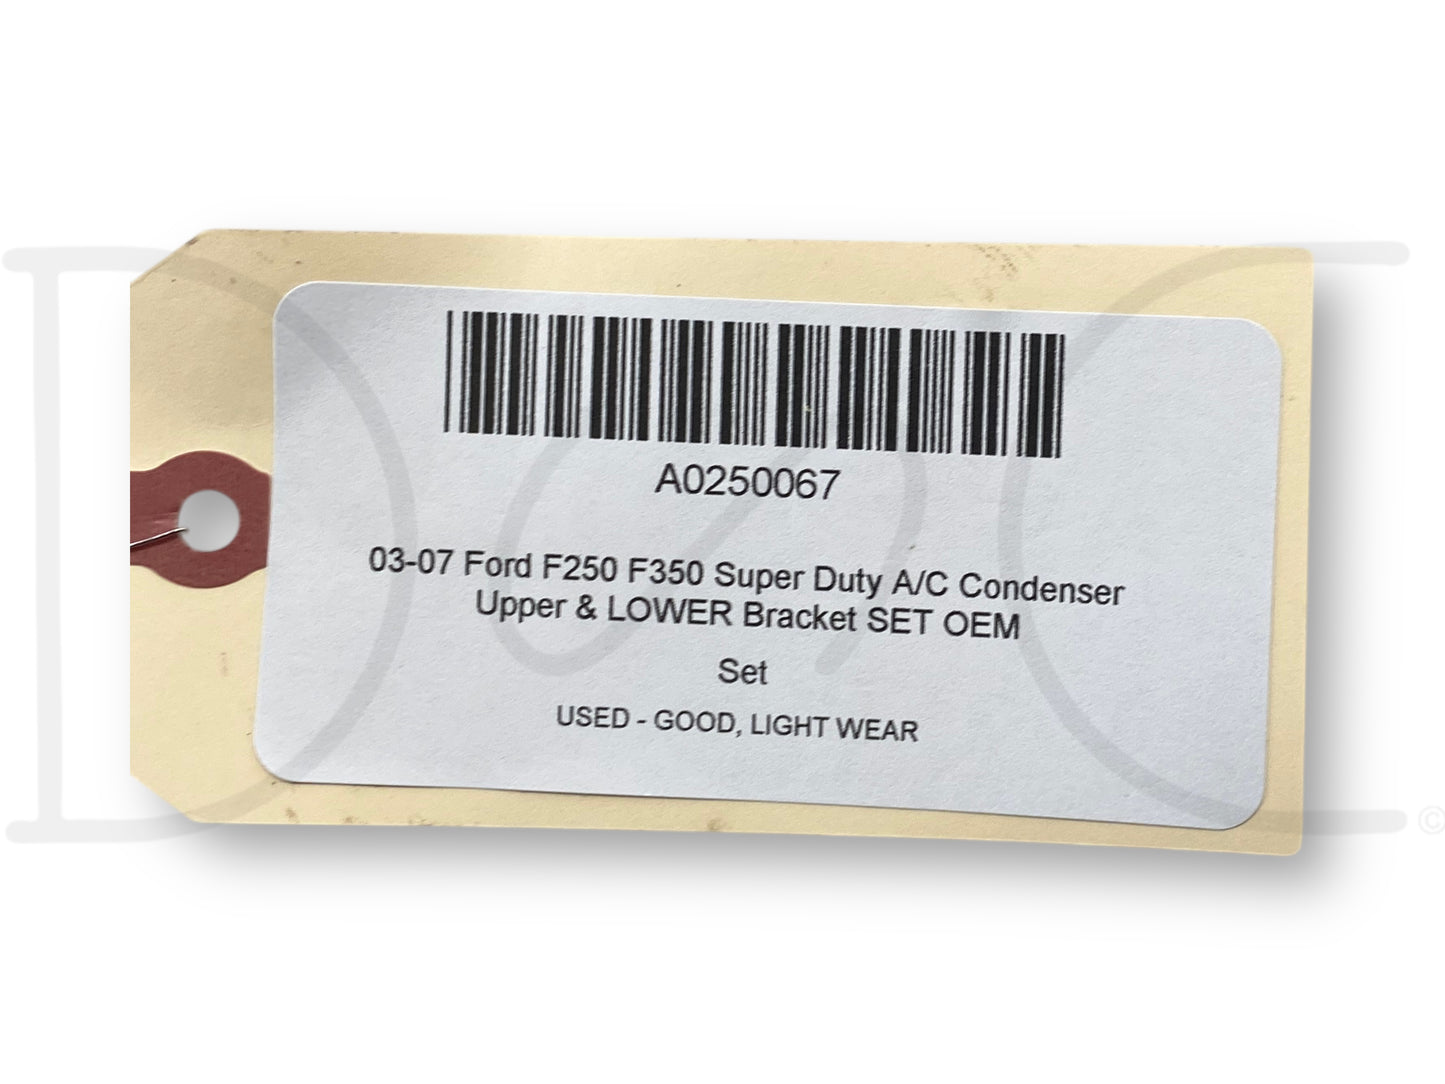 A0250067
03-07 Ford F250 F350 Super Duty A/C Condenser
Upper & LOWER Bracket SET OEM
Set
USED - GOOD, LIGHT WEAR
©